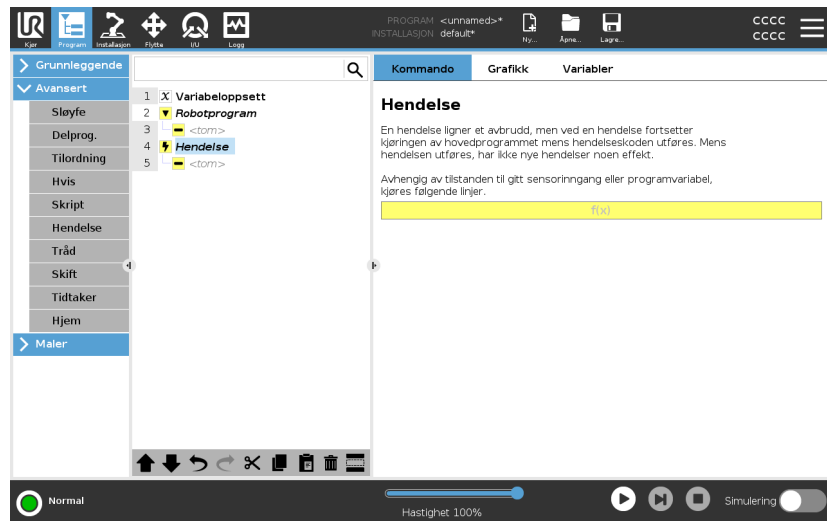 UR
Kjør
Program
Installasjon
Flytte
I/U
Logg
PROGRAM <unnamed>*
INSTALLASJON default*
Ny...
Åpne...
Lagre...
CCCC
CCCC
Grunnleggende
Avansert
Sløyfe
Delprog.
Tilordning
Hvis
Skript
Hendelse
Tråd
Skift
Tidtaker
Hjem
Maler
1 X Variabeloppsett
2 Robotprogram
3 <tom>
4 Hendelse
5 <tom>
Kommando Grafikk Variabler
Hendelse
En hendelse ligner et avbrudd, men ved en hendelse fortsetter
kjøringen av hovedprogrammet mens hendelseskoden utføres. Mens
hendelsen utføres, har ikke nye hendelser noen effekt.
Avhengig av tilstanden til gitt sensorinngang eller programvariabel,
kjøres følgende linjer.
f(x)
Normal
Hastighet 100%
Simulering